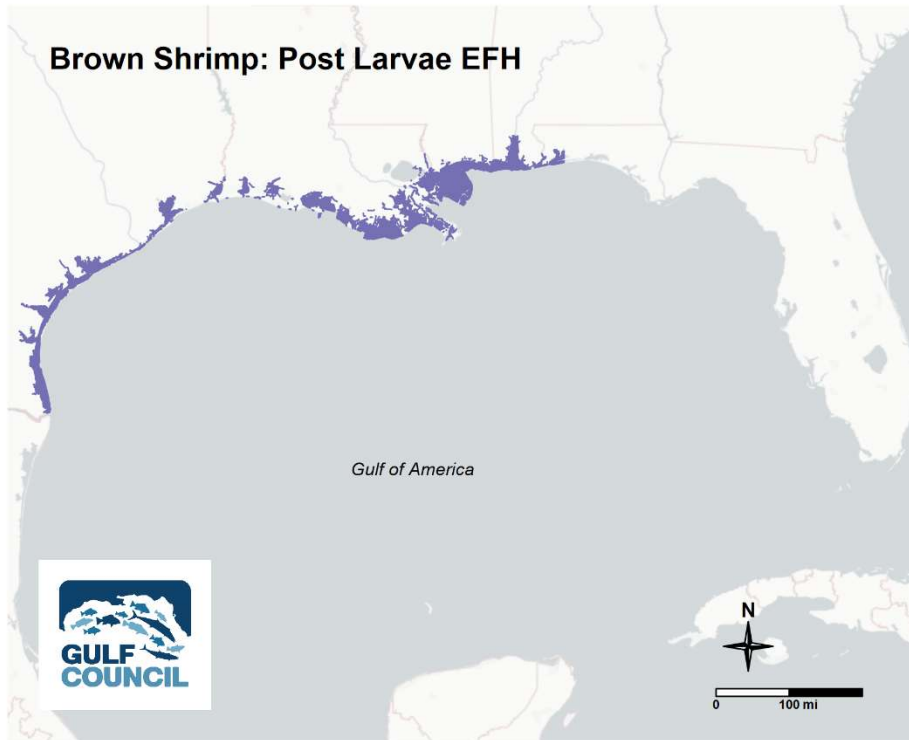 Brown Shrimp: Post Larvae EFH
Gulf of America
GULF
COUNCIL
N
0 100 mi